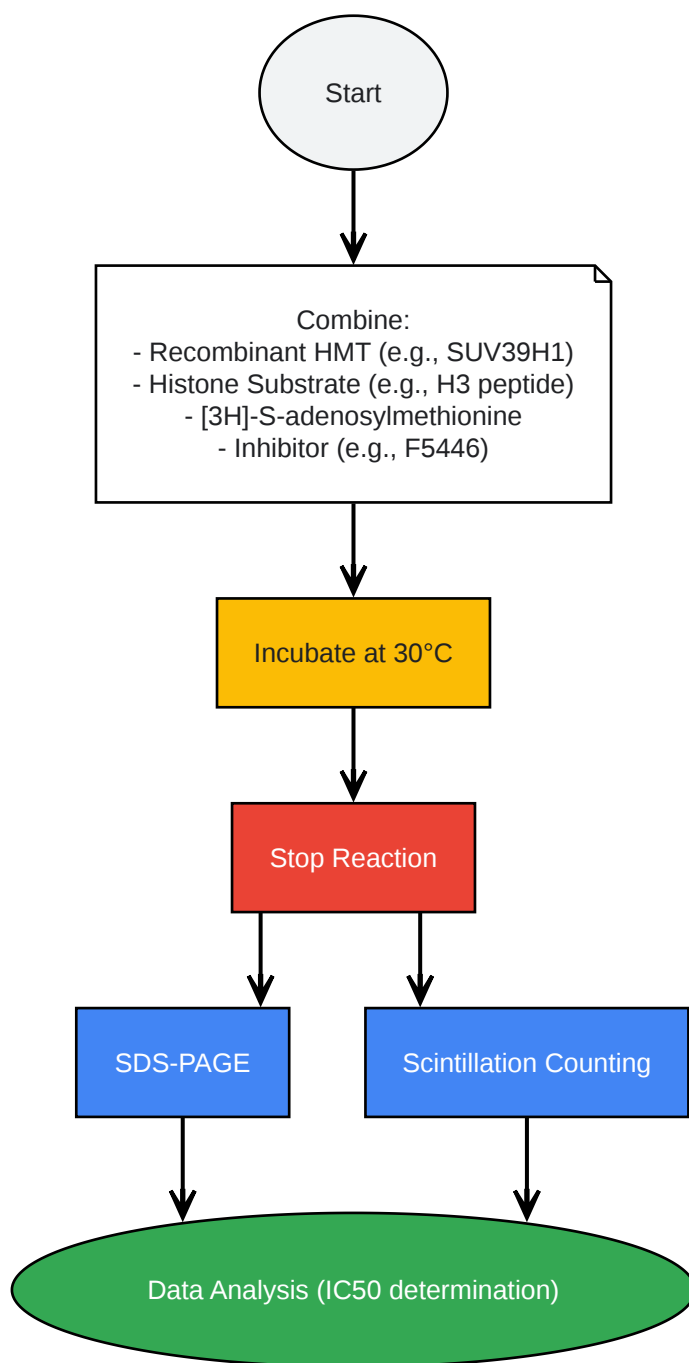 Start
Combine:
- Recombinant HMT (e.g., SUV39H1)
- Histone Substrate (e.g., H3 peptide)
- [3H]-S-adenosylmethionine
- Inhibitor (e.g., F5446)
Incubate at 30°C
Stop Reaction
SDS-PAGE
Scintillation Counting
Data Analysis (IC50 determination)